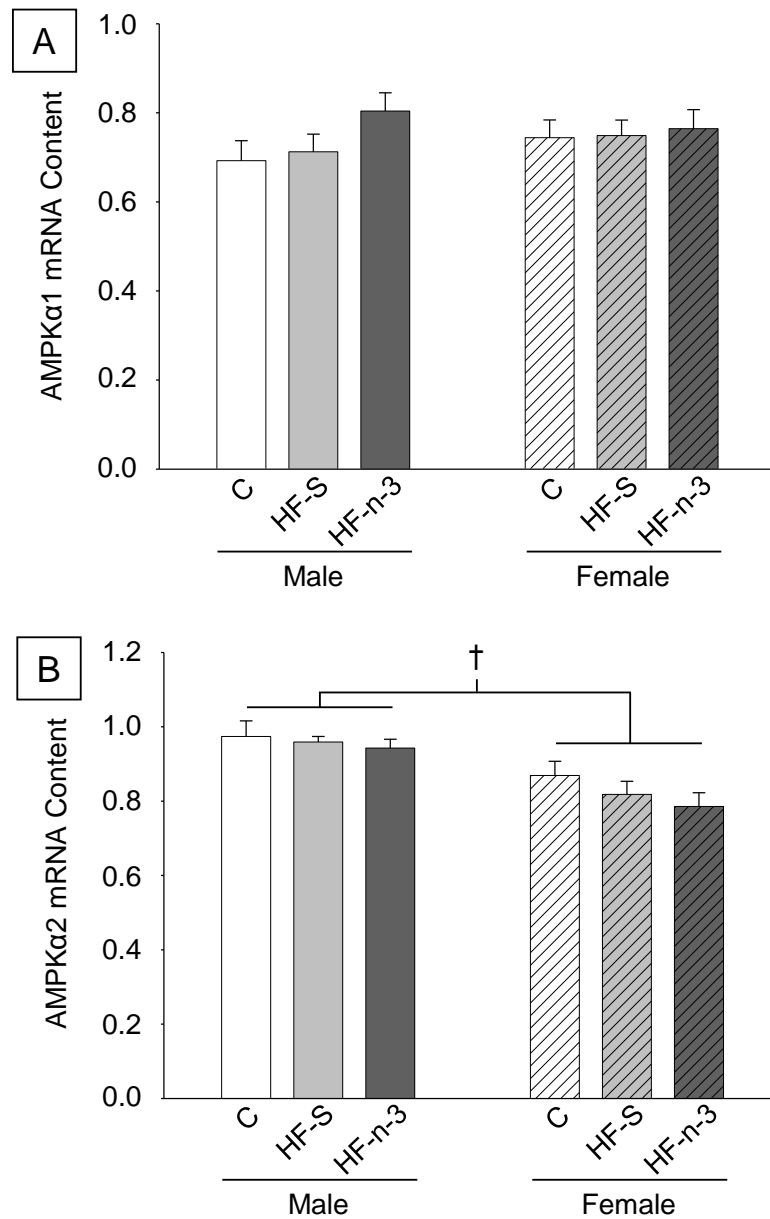 A
AMPKα1 mRNA Content
1.0
0.8
0.6
0.4
0.2
0.0
C HF-S HF-n-3 C HF-S HF-n-3
Male Female
B
AMPKα2 mRNA Content
1.2
1.0
0.8
0.6
0.4
0.2
0.0
†
C HF-S HF-n-3 C HF-S HF-n-3
Male Female